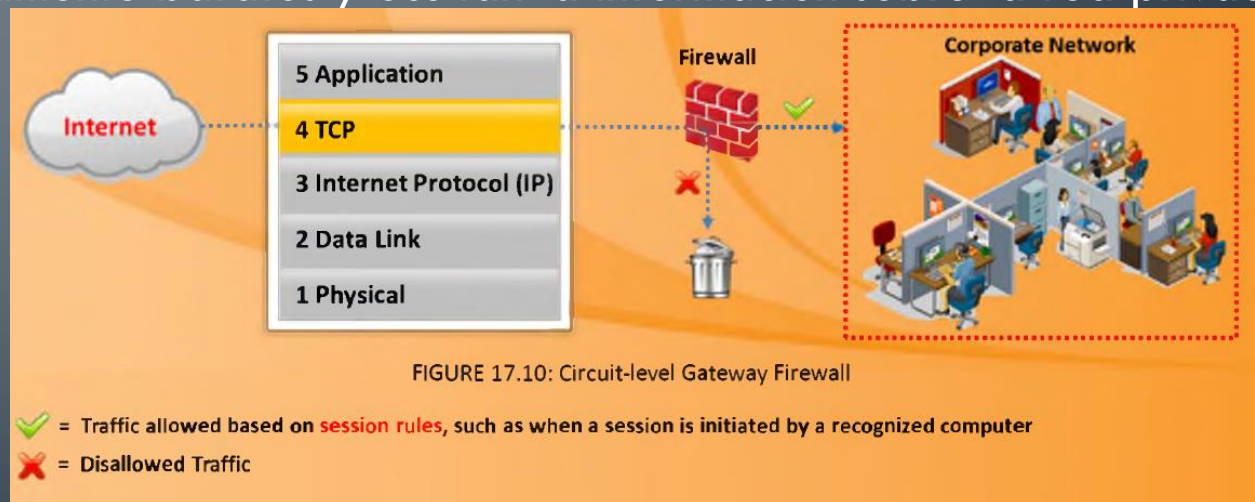 Internet
5 Application
4 TCP
3 Internet Protocol (IP)
2 Data Link
1 Physical
Firewall
Corporate Network
FIGURE 17.10: Circuit-level Gateway Firewall
= Traffic allowed based on session rules, such as when a session is initiated by a recognized computer
= Disallowed Traffic